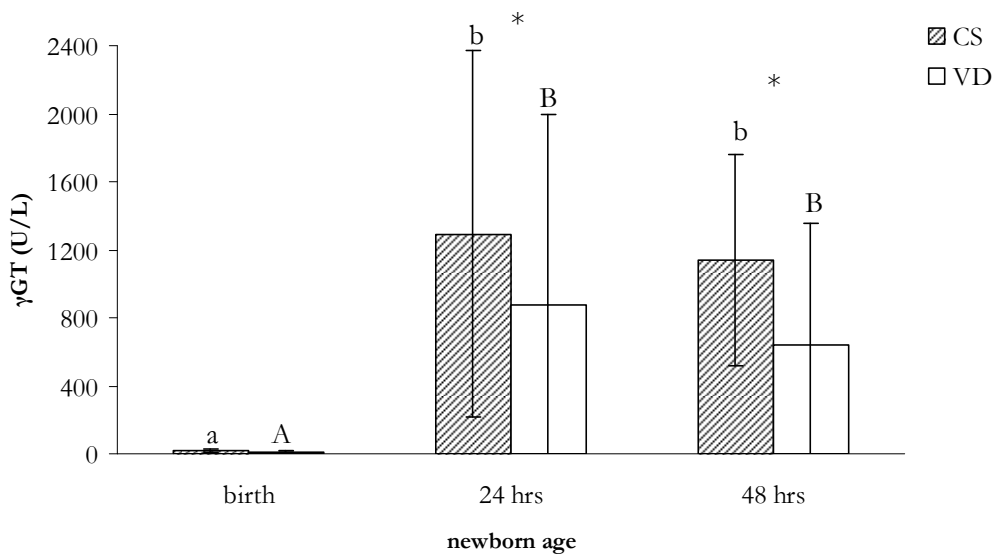 *
b
2400
CS
VD
2000
B
*
b
1600
B
1200
800
400
a
A
0
γGT (U/L)
birth
24 hrs
48 hrs
newborn age